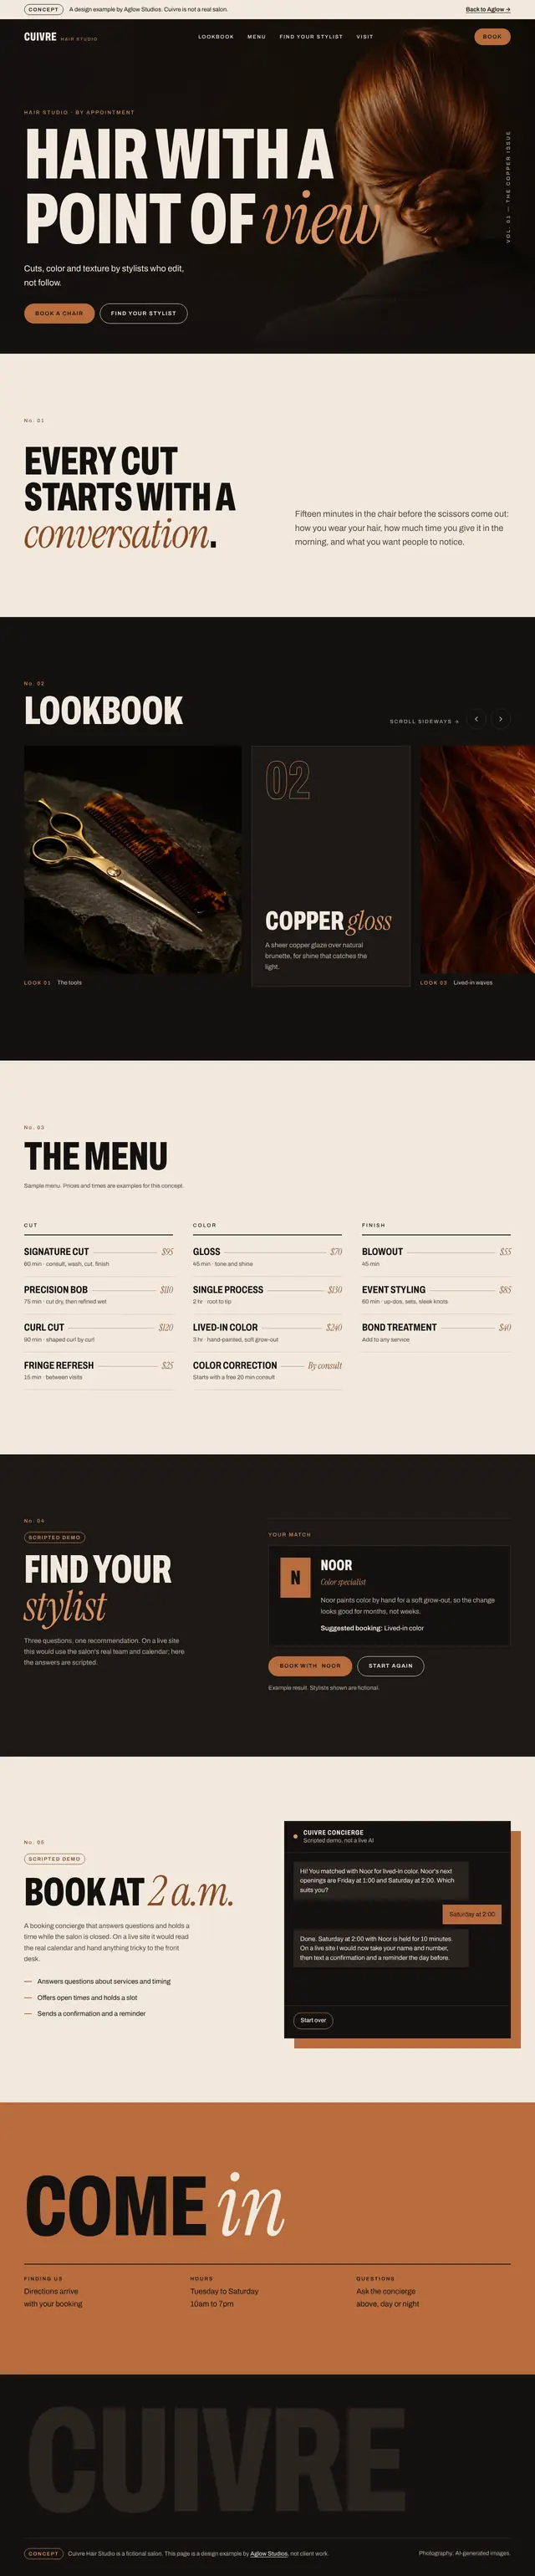 CONCEPT A design example by Aglow Studios. Cuivre is not a real salon. Back to Aglow →
CUIVRE HAIR STUDIO LOOKBOOK MENU FIND YOUR STYLIST VISIT BOOK
HAIR STUDIO · BY APPOINTMENT
HAIR WITH A
POINT OF view
VOL. 01 — THE COPPER ISSUE
Cuts, color and texture by stylists who edit,
not follow.
BOOK A CHAIR FIND YOUR STYLIST
No. 01
EVERY CUT
STARTS WITH A
conversation.
Fifteen minutes in the chair before the scissors come out:
how you wear your hair, how much time you give it in the
morning, and what you want people to notice.
No. 02
LOOKBOOK
SCROLL SIDEWAYS →
02
COPPER gloss
A sheer copper glaze over natural
brunette, for shine that catches the
light.
LOOK 01 The tools
LOOK 03 Lived-in waves
No. 03
THE MENU
Sample menu. Prices and times are examples for this concept.
CUT
SIGNATURE CUT $95
60 min · consult, wash, cut, finish
PRECISION BOB $110
75 min · cut dry, then refined wet
CURL CUT $120
90 min · shaped curl by curl
FRINGE REFRESH $25
15 min · between visits
COLOR
GLOSS $70
45 min · tone and shine
SINGLE PROCESS $130
2 hr · root to tip
LIVED-IN COLOR $240
3 hr · hand-painted, soft grow-out
COLOR CORRECTION By consult
Starts with a free 20 min consult
FINISH
BLOWOUT $55
45 min
EVENT STYLING $85
60 min · up-dos, sets, sleek knots
BOND TREATMENT $40
Add to any service
No. 04
SCRIPTED DEMO
FIND YOUR
stylist
Three questions, one recommendation. On a live site
this would use the salon's real team and calendar; here
the answers are scripted.
YOUR MATCH
N
NOOR
Color specialist
Noor paints color by hand for a soft grow-out, so the change
looks good for months, not weeks.
Suggested booking: Lived-in color
BOOK WITH NOOR START AGAIN
Example result. Stylists shown are fictional.
No. 05
SCRIPTED DEMO
BOOK AT 2 a.m.
A booking concierge that answers questions and holds a
time while the salon is closed. On a live site it would read
the real calendar and hand anything tricky to the front
desk.
— Answers questions about services and timing
— Offers open times and holds a slot
— Sends a confirmation and a reminder
CUIVRE CONCIERGE
Scripted demo, not a live AI
Hi! You matched with Noor for lived-in color. Noor's next
openings are Friday at 1:00 and Saturday at 2:00. Which
suits you?
Saturday at 2:00
Done. Saturday at 2:00 with Noor is held for 10 minutes.
On a live site I would now take your name and number,
then text a confirmation and a reminder the day before.
Start over
COME in
FINDING US
Directions arrive
with your booking
HOURS
Tuesday to Saturday
10am to 7pm
QUESTIONS
Ask the concierge
above, day or night
CUIVRE
CONCEPT Cuivre Hair Studio is a fictional salon. This page is a design example by Aglow Studios, not client work. Photography: AI-generated images.